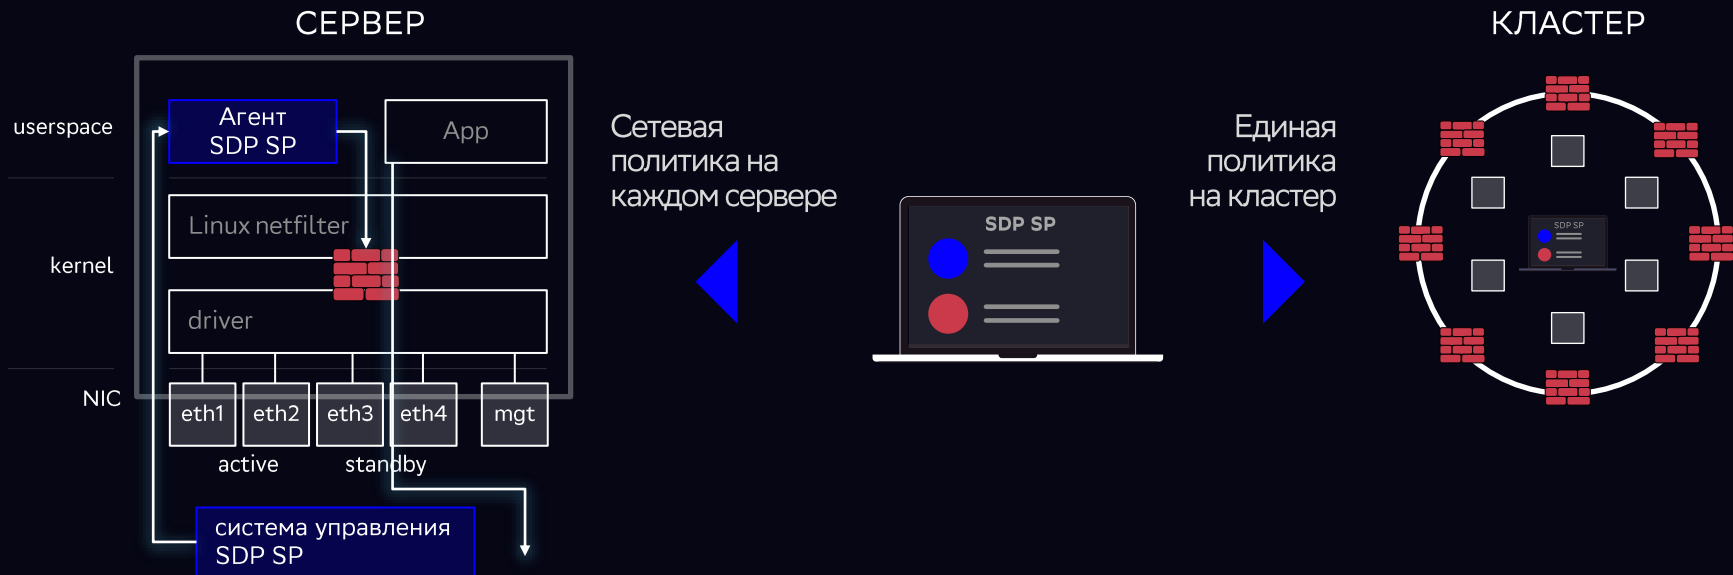 СЕРВЕР
КЛАСТЕР
userspace
Агент
SDP SP
App
Linux netfilter
kernel
driver
NIC
eth1
eth2
eth3
eth4
mgt
active
standby
система управления
SDP SP
Сетевая
политика на
каждом сервере
SDP SP
Единая
политика
на кластер
SDP SP